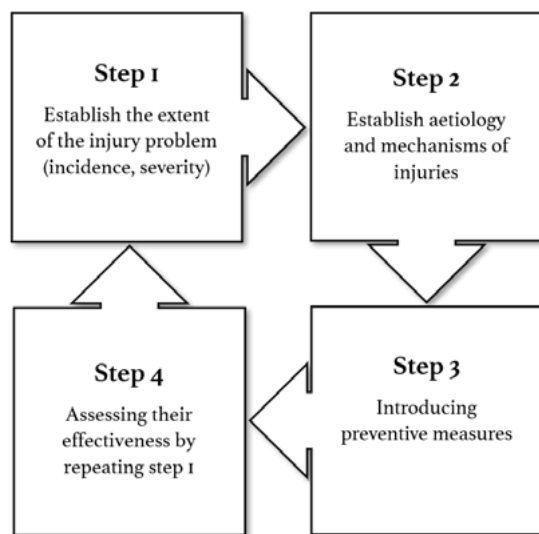 Step 1
Establish the extent
of the injury problem
(incidence, severity)
Step 2
Establish aetiology
and mechanisms of
injuries
Step 3
Introducing
preventive measures
Step 4
Assessing their
effectiveness by
repeating step 1